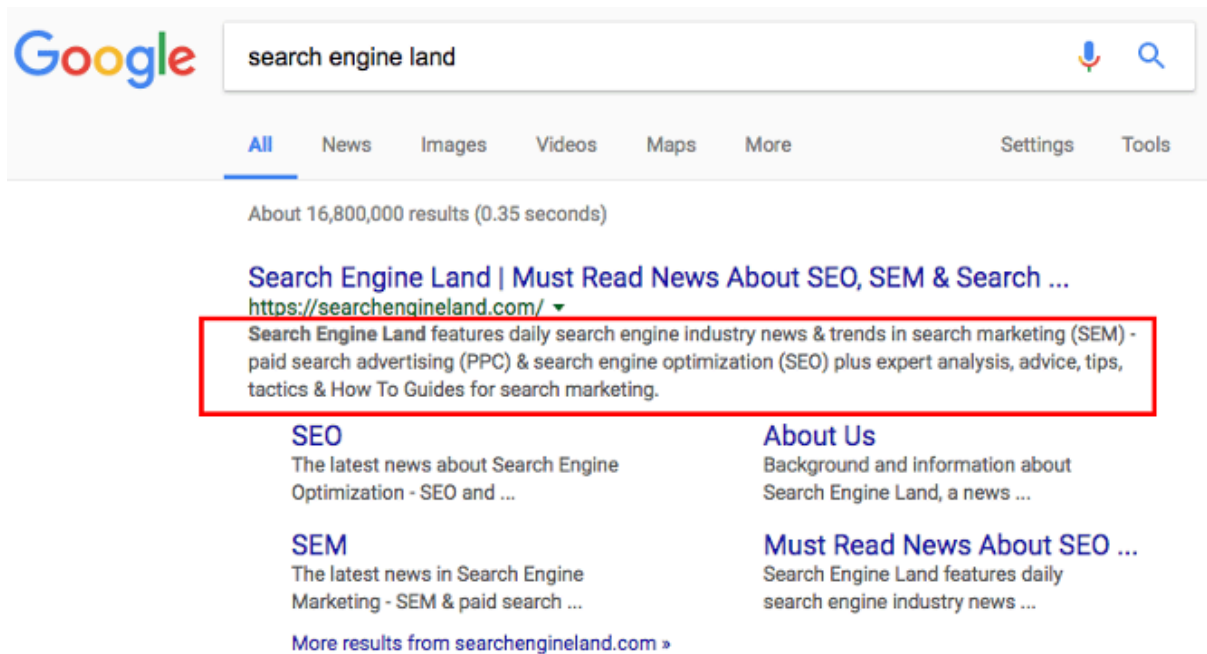 Google
search engine land
All News Images Videos Maps More Settings Tools
About 16,800,000 results (0.35 seconds)
Search Engine Land | Must Read News About SEO, SEM & Search ...
https://searchengineland.com/
Search Engine Land features daily search engine industry news & trends in search marketing (SEM) -
paid search advertising (PPC) & search engine optimization (SEO) plus expert analysis, advice, tips,
tactics & How To Guides for search marketing.
SEO
The latest news about Search Engine
Optimization - SEO and ...
About Us
Background and information about
Search Engine Land, a news ...
SEM
The latest news in Search Engine
Marketing - SEM & paid search ...
Must Read News About SEO ...
Search Engine Land features daily
search engine industry news ...
More results from searchengineland.com »